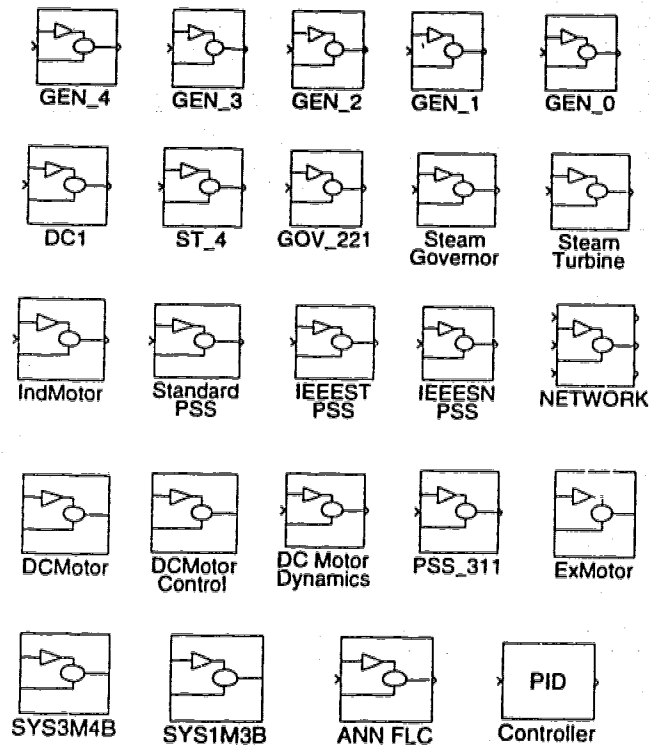 GEN_4
GEN_3
GEN_2
GEN_1
GEN_0
DC1
ST_4
GOV_221
Steam
Governor
Steam
Turbine
IndMotor
Standard
PSS
IEEEST
PSS
IEEESN
PSS
NETWORK
DCMotor
DCMotor
Control
DC Motor
Dynamics
PSS_311
ExMotor
SYS3M4B
SYS1M3B
ANN FLC
PID
Controller